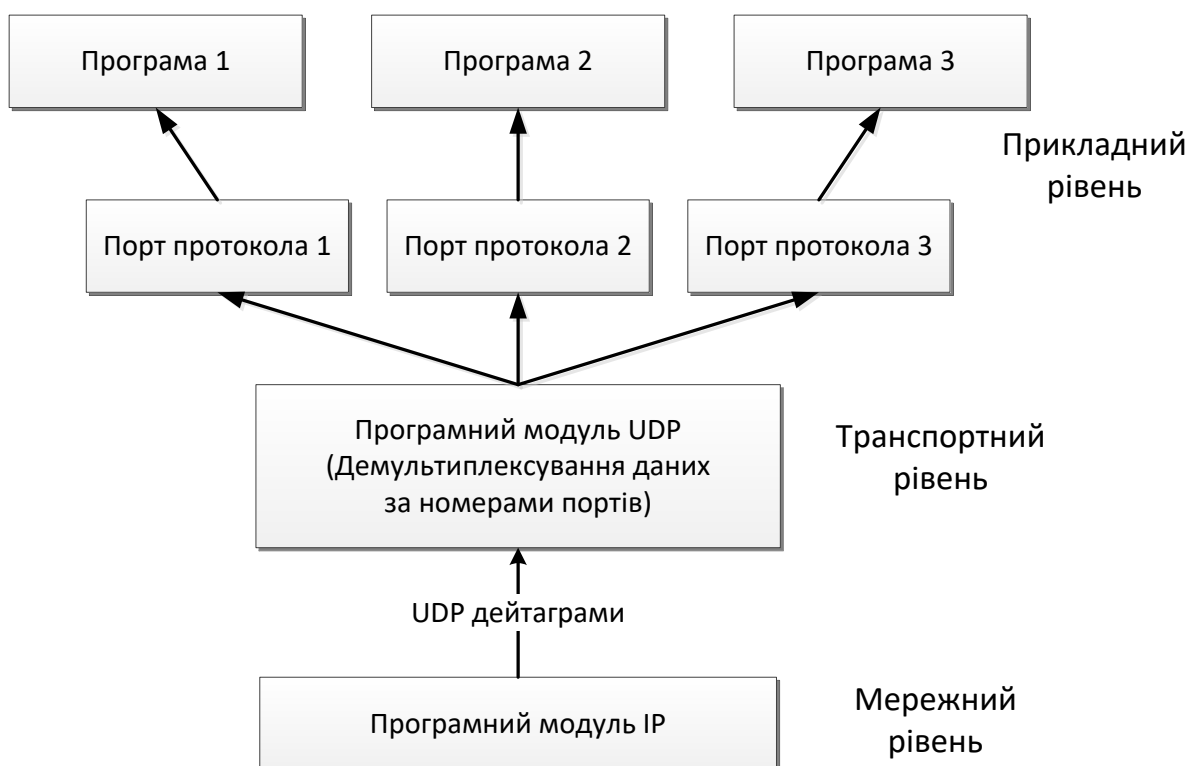 Програма 1
Програма 2
Програма 3
Прикладний
рівень
Порт протокола 1
Порт протокола 2
Порт протокола 3
Програмний модуль UDP
(Демультиплексування даних
за номерами портів)
Транспортний
рівень
UDP дейтаграми
Програмний модуль IP
Мережний
рівень